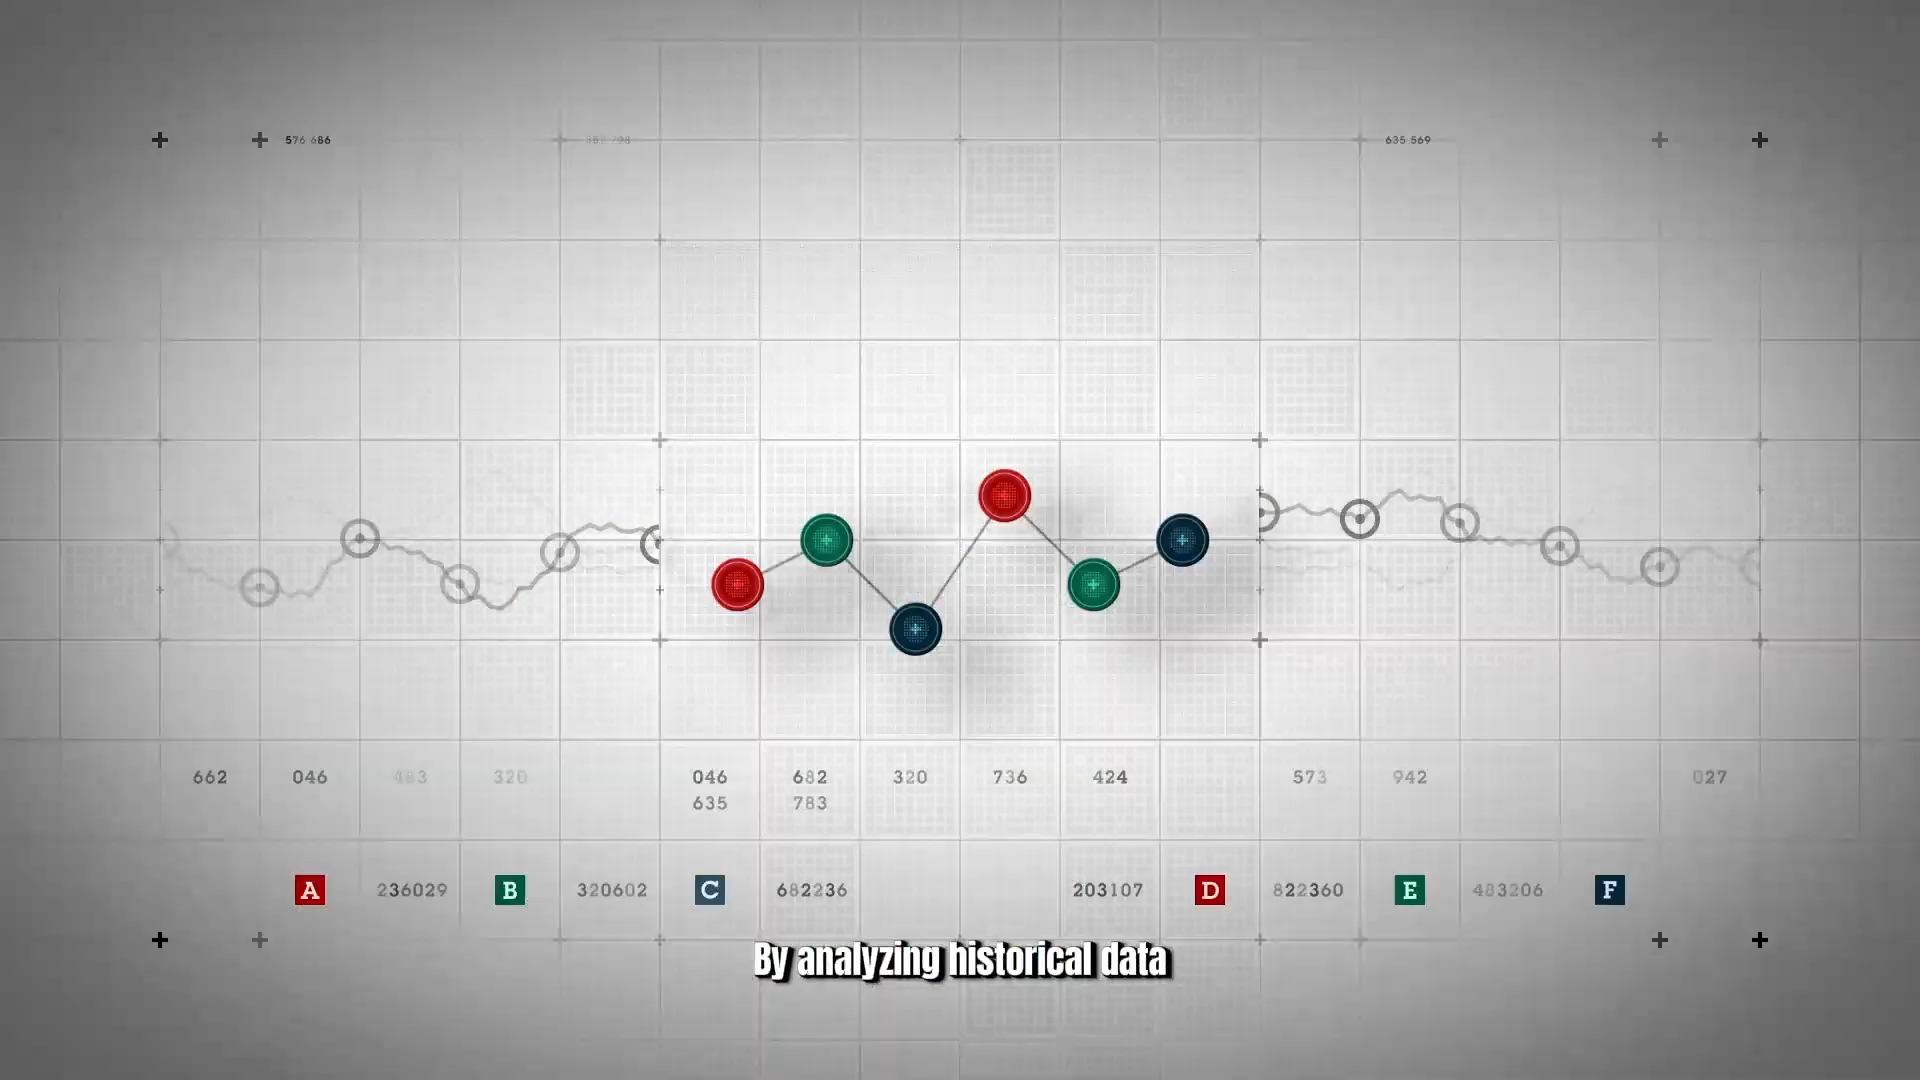 576 686
635 569
662 046 483 320 046 682 320 736 424 573 942 027
635 783
A 236029 B 320602 C 682236 203107 D 822360 E 483206 F
By analyzing historical data